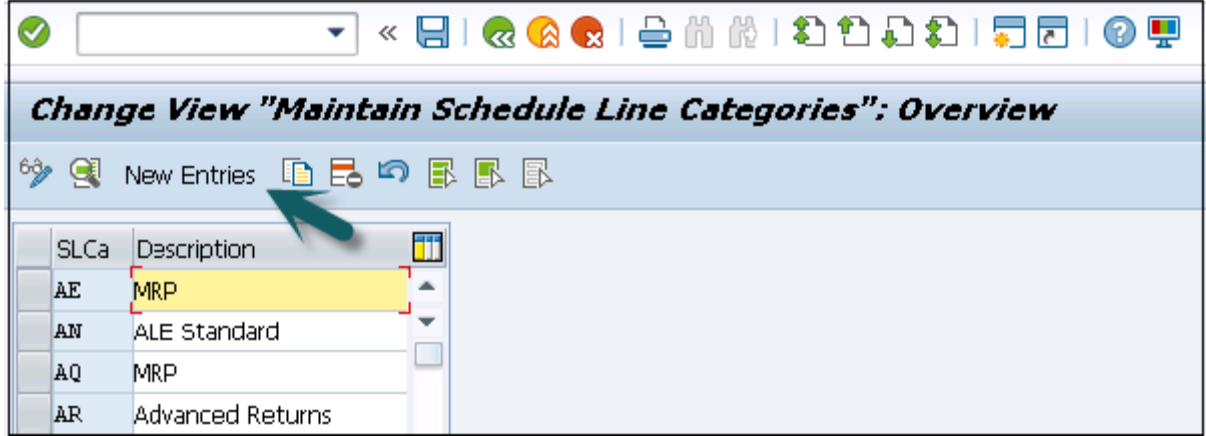 Change View "Maintain Schedule Line Categories": Overview
New Entries
SLCa Description
AE MRP
AN ALE Standard
AQ MRP
AR Advanced Returns